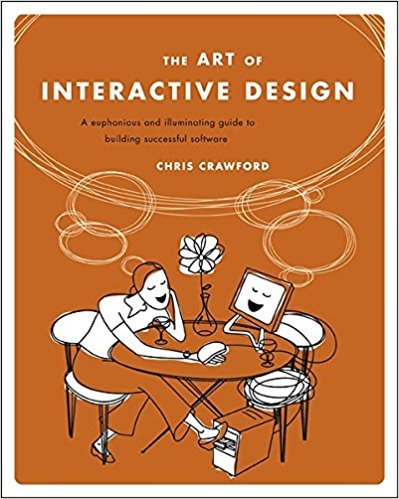 THE ART OF
INTERACTIVE DESIGN
A euphonious and illuminating guide to
building successful software
CHRIS CRAWFORD